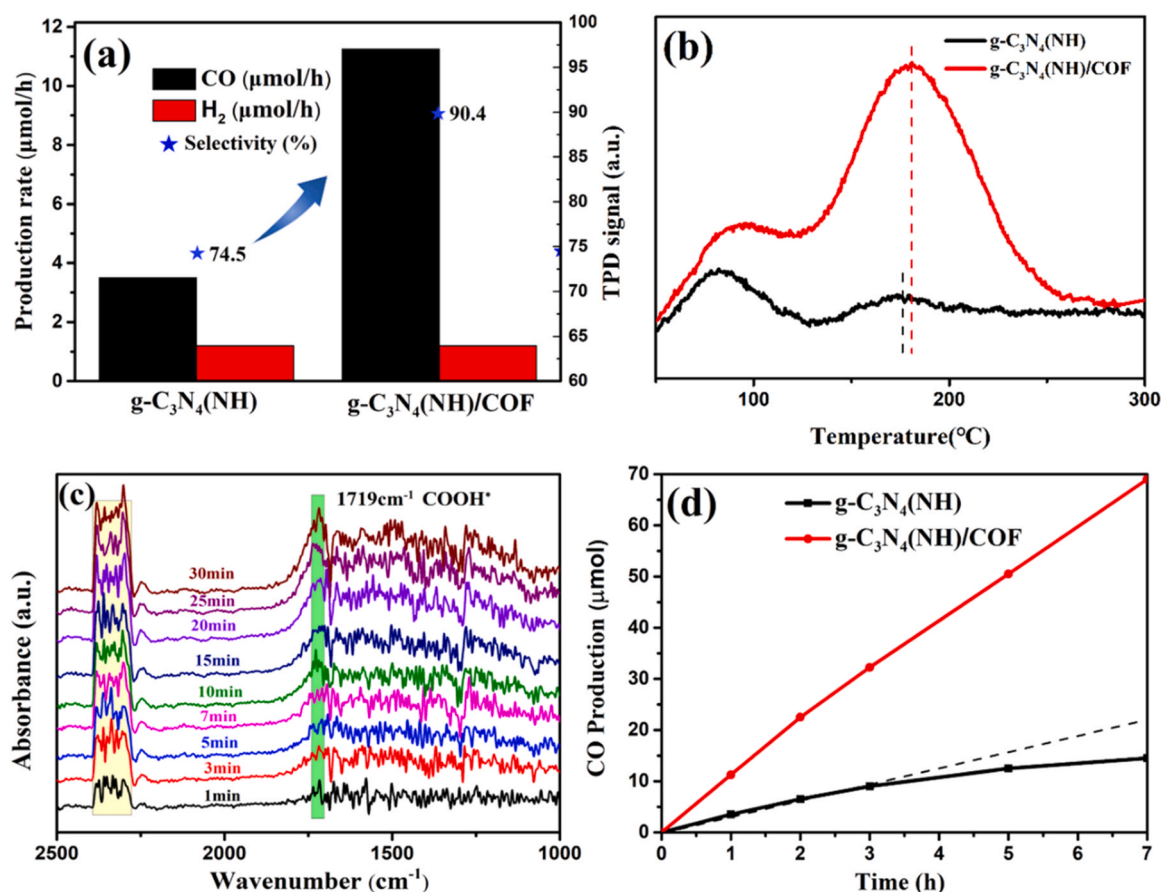 (a)
CO (μmol/h)
H₂ (μmol/h)
Selectivity (%)
74.5
90.4
Production rate (μmol/h)
0
2
4
6
8
10
12
60
65
70
75
80
85
90
95
100
g-C₃N₄(NH)
g-C₃N₄(NH)/COF
(b)
g-C₃N₄(NH)
g-C₃N₄(NH)/COF
TPD signal (a.u.)
100
200
300
Temperature(°C)
(c)
1719cm⁻¹ COOH*
30min
25min
20min
15min
10min
7min
5min
3min
1min
Absorbance (a.u.)
2500
2000
1500
1000
Wavenumber (cm⁻¹)
(d)
g-C₃N₄(NH)
g-C₃N₄(NH)/COF
CO Production (μmol)
70
60
50
40
30
20
10
0
0
1
2
3
4
5
6
7
Time (h)